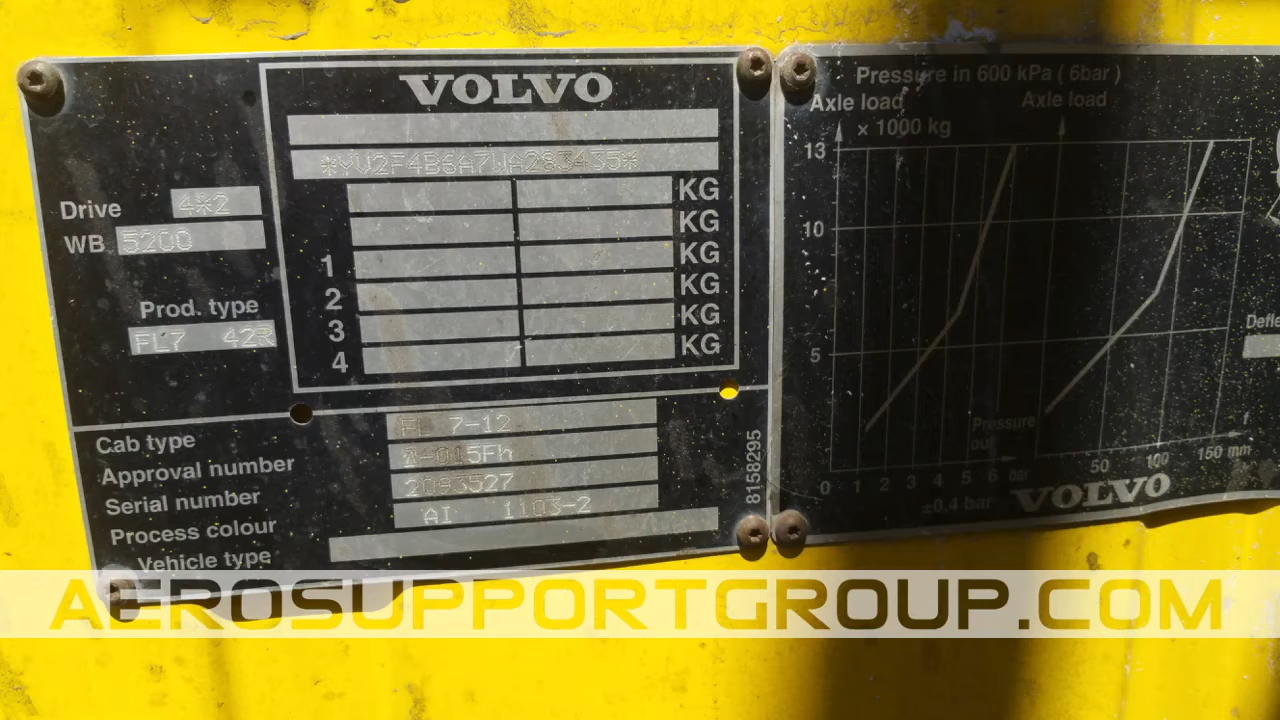 VOLVO
*YV2F4B6A7WA283435*
KG
KG
1 KG
2 KG
3 KG
4 KG
Drive 4*2
WB 5200
Prod. type
FL7 42R
Cab type FL 7-12
Approval number
Serial number 2093527
Process colour AI 1103-2
Vehicle type
8158295
Pressure in 600 kPa ( 6bar )
Axle load
× 1000 kg
Axle load
13
10
5
Pressure
out
0 1 2 3 4 5 6 bar
50 100 150 mm
f
±0,4 bar
VOLVO
AEROSUPPORTGROUP.COM